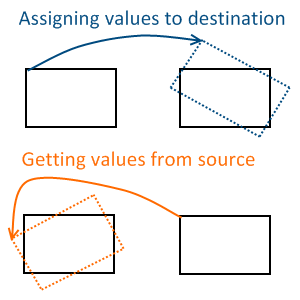 Assigning values to destination
Getting values from source